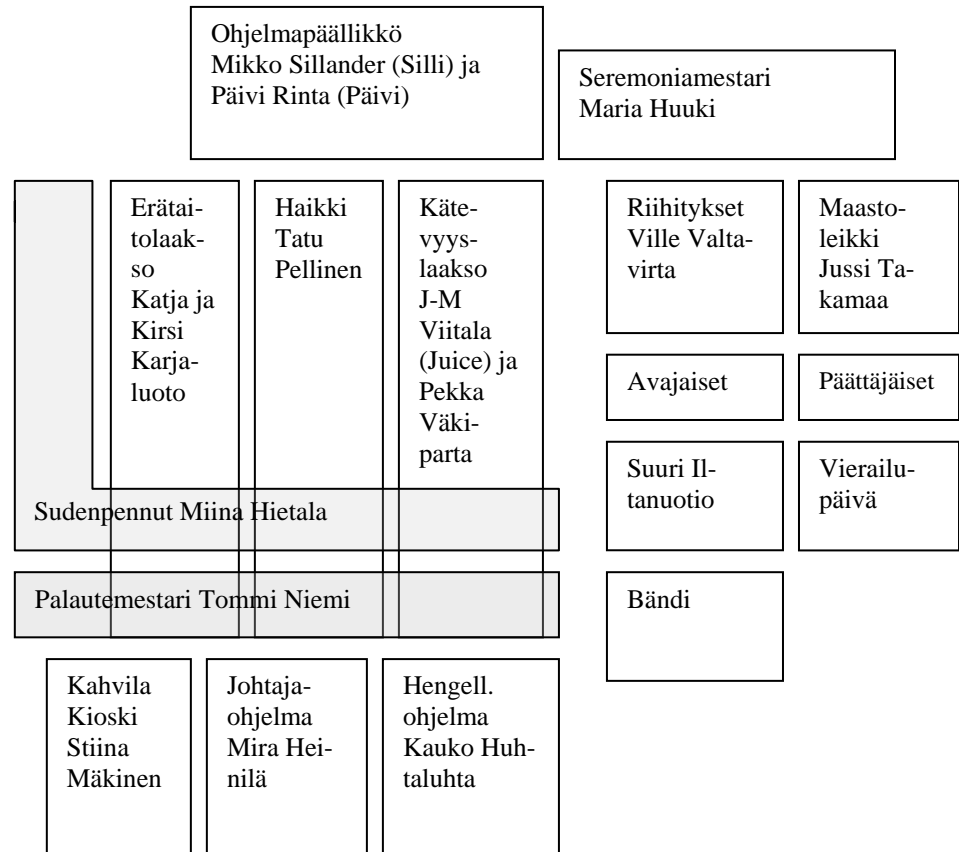 Ohjelmapäällikkö
Mikko Sillander (Silli) ja
Päivi Rinta (Päivi)
Seremoniamestari
Maria Huuki
Erätai-
tolaak-
so
Katja ja
Kirsi
Karja-
luoto
Haikki
Tatu
Pellinen
Käte-
vyys-
laakso
J-M
Viitala
(Juice) ja
Pekka
Väki-
parta
Riihitykset
Ville Valta-
virta
Maasto-
leikki
Jussi Ta-
kamaa
Avajaiset
Päättäjäiset
Suuri Il-
tanuotio
Vierailu-
päivä
Sudenpennut Miina Hietala
Palautemestari Tommi Niemi
Bändi
Kahvila
Kioski
Stiina
Mäkinen
Johtaja-
ohjelma
Mira Hei-
nilä
Hengell.
ohjelma
Kauko Huh-
taluhta